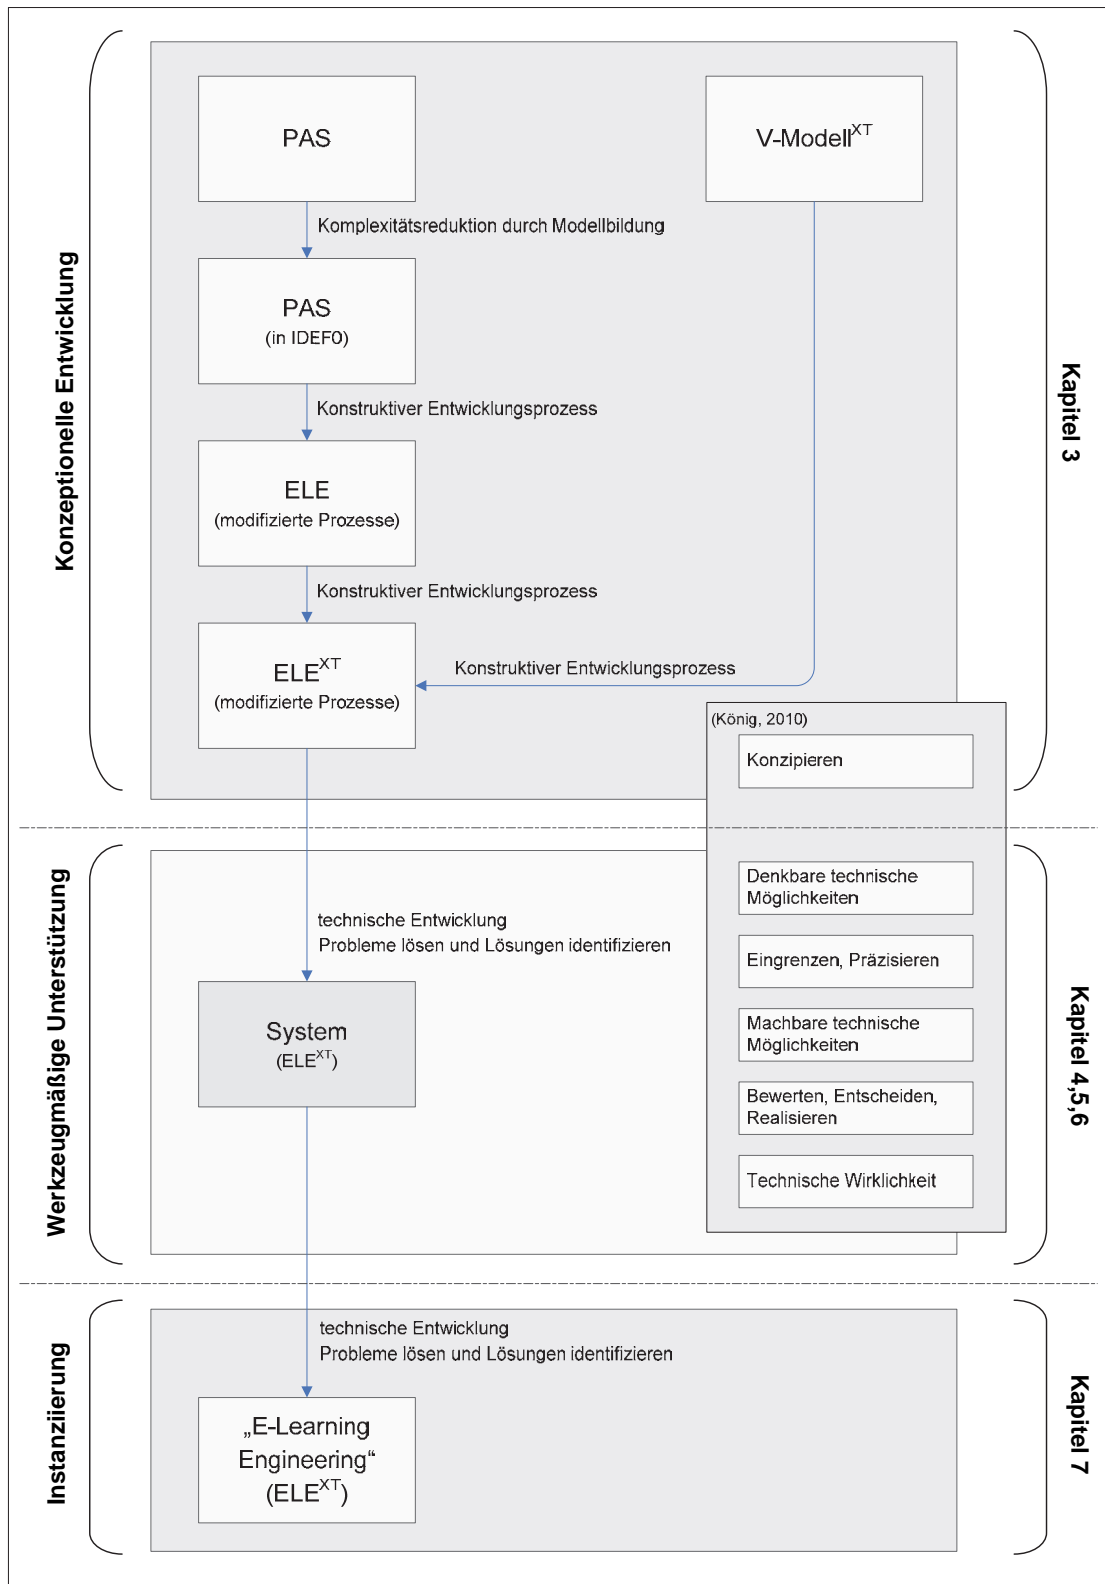 Konzeptionelle Entwicklung
PAS
V-Modell^XT
Komplexitätsreduktion durch Modellbildung
PAS
(in IDEF0)
Konstruktiver Entwicklungsprozess
ELE
(modifizierte Prozesse)
Konstruktiver Entwicklungsprozess
ELE^XT
(modifizierte Prozesse)
Konstruktiver Entwicklungsprozess
Kapitel 3
(König, 2010)
Konzipieren
Werkzeugmäßige Unterstützung
technische Entwicklung
Probleme lösen und Lösungen identifizieren
System
(ELE^XT)
Denkbare technische
Möglichkeiten
Eingrenzen, Präzisieren
Machbare technische
Möglichkeiten
Bewerten, Entscheiden,
Realisieren
Technische Wirklichkeit
Kapitel 4,5,6
Instanziierung
technische Entwicklung
Probleme lösen und Lösungen identifizieren
„E-Learning
Engineering“
(ELE^XT)
Kapitel 7